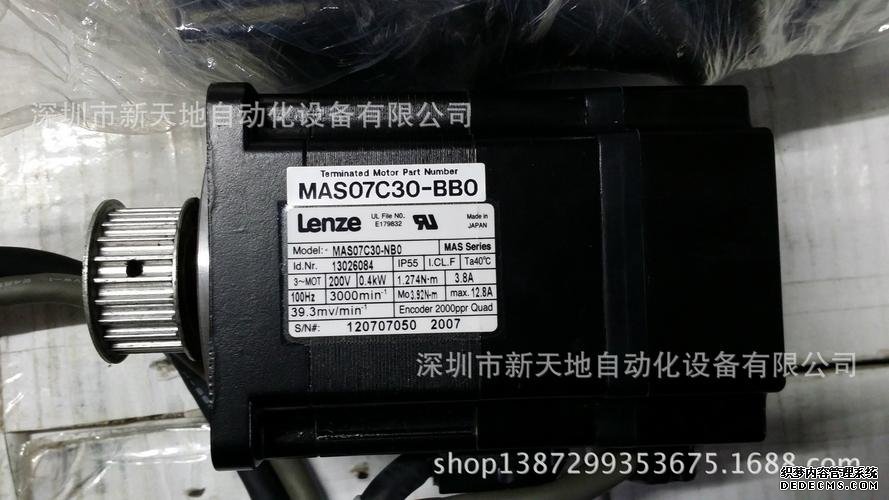 深圳市新天地自动化设备有限公司
Terminated Motor Part Number
MAS07C30-BB0
Lenze
UL File NO. E179832
Made in JAPAN
Model:- MAS07C30-NB0 MAS Series
Id.Nr. 13026084 IP55 I.CL.F Ta40℃
3~MOT 200V 0.4kW 1.274N·m 3.8A
100Hz 3000min⁻¹ Mo3.92N·m max. 12.8A
39.3mv/min⁻¹ Encoder 2000ppr Quad
S/N#: 120707050 2007
深圳市新天地自动化设备有限公司
shop1387299353675.1688.com
织梦内容管理系统
DEDECMS.COM